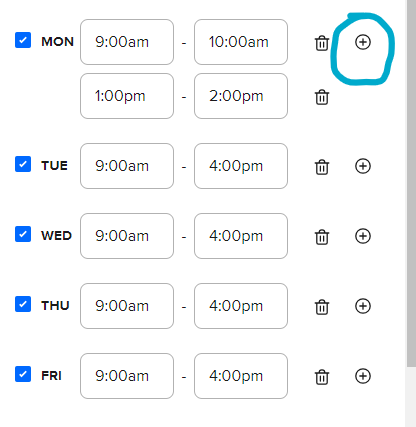 MON 9:00am - 10:00am
1:00pm - 2:00pm
TUE 9:00am - 4:00pm
WED 9:00am - 4:00pm
THU 9:00am - 4:00pm
FRI 9:00am - 4:00pm